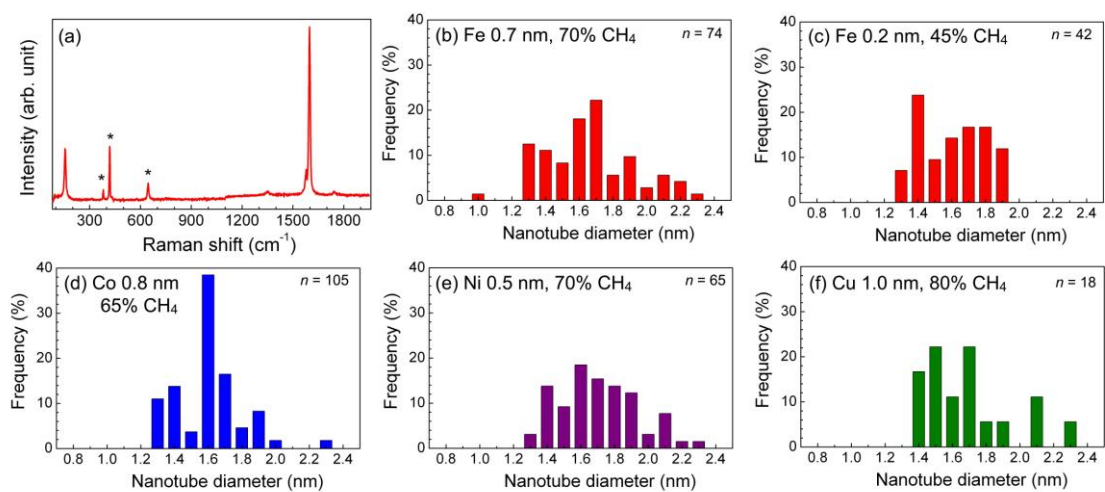 (a)
Intensity (arb. unit)
* * *
300 600 900 1200 1500 1800
Raman shift (cm⁻¹)
(b) Fe 0.7 nm, 70% CH₄
n = 74
Frequency (%)
40
30
20
10
0
0.8 1.0 1.2 1.4 1.6 1.8 2.0 2.2 2.4
Nanotube diameter (nm)
(c) Fe 0.2 nm, 45% CH₄
n = 42
Frequency (%)
40
30
20
10
0
0.8 1.0 1.2 1.4 1.6 1.8 2.0 2.2 2.4
Nanotube diameter (nm)
(d) Co 0.8 nm
65% CH₄
n = 105
Frequency (%)
40
30
20
10
0
0.8 1.0 1.2 1.4 1.6 1.8 2.0 2.2 2.4
Nanotube diameter (nm)
(e) Ni 0.5 nm, 70% CH₄
n = 65
Frequency (%)
40
30
20
10
0
0.8 1.0 1.2 1.4 1.6 1.8 2.0 2.2 2.4
Nanotube diameter (nm)
(f) Cu 1.0 nm, 80% CH₄
n = 18
Frequency (%)
40
30
20
10
0
0.8 1.0 1.2 1.4 1.6 1.8 2.0 2.2 2.4
Nanotube diameter (nm)